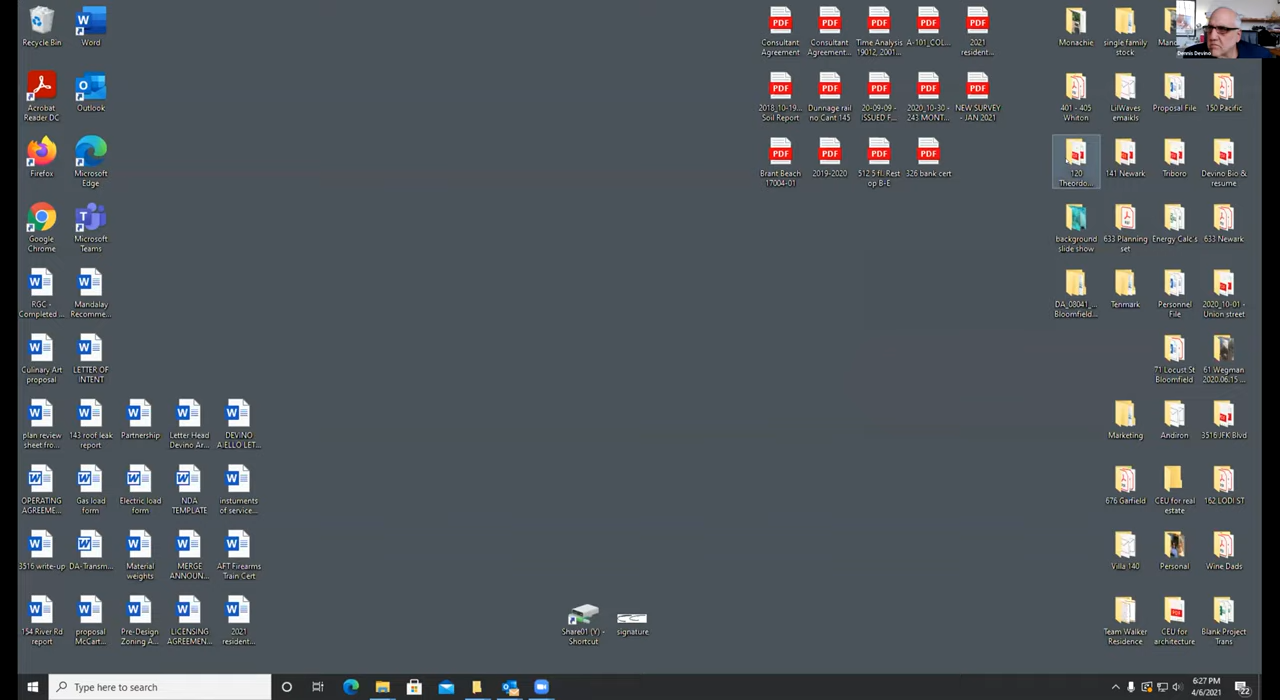 Recycle Bin
Word
Acrobat
Reader DC
Outlook
Firefox
Microsoft
Edge
Google
Chrome
Microsoft
Teams
RGC -
Completed ...
Mandalay
Recomme...
Culinary Art
proposal
LETTER OF
INTENT
plan review
sheet fro...
143 roof leak
report
Partnership
Letter Head
Devino Ar...
DEVINO
AIELLO LET...
OPERATING
AGREEME...
Gas load
form
Electric load
form
NDA
TEMPLATE
instuments
of service...
3516 write-up
DA-Transm...
Material
weights
MERGE
ANNOUN...
AFT Firearms
Train Cert
154 River Rd
report
proposal
McCart...
Pre-Design
Zoning A...
LICENSING
AGREEMEN...
2021
resident...
Share01 (Y) -
Shortcut
signature
Consultant
Agreement
Consultant
Agreement...
Time Analysis
19012, 2001...
A-101_COL...
2021
resident...
2018_10-19...
Soil Report
Dunnage rail
no Cant 145
20-09-09 -
ISSUED F...
2020_10-30 -
243 MONT...
NEW SURVEY
- JAN 2021
Brant Beach
17004-01
2019-2020
512 5 fl. Rest
op B-E
326 bank cert
Monachie
single family
stock
Dennis Devino
401 - 405
Whiton
LilWaves
emaikls
Proposal File
150 Pacific
120
Theordo...
141 Newark
Triboro
Devino Bio &
resume
background
slide show
633 Planning
set
Energy Calc's
633 Newark
DA_08041_...
Bloomfield...
Tenmark
Personnel
File
2020_10-01 -
Union street
71 Locust St
Bloomfield
61 Wegman
2020.06.15 ...
Marketing
Andiron
3516 JFK Blvd
676 Garfield
CEU for real
estate
162 LODI ST
Villa 140
Personal
Wine Dads
Team Walker
Residence
CEU for
architecture
Blank Project
Trans
Type here to search
6:27 PM
4/6/2021
22